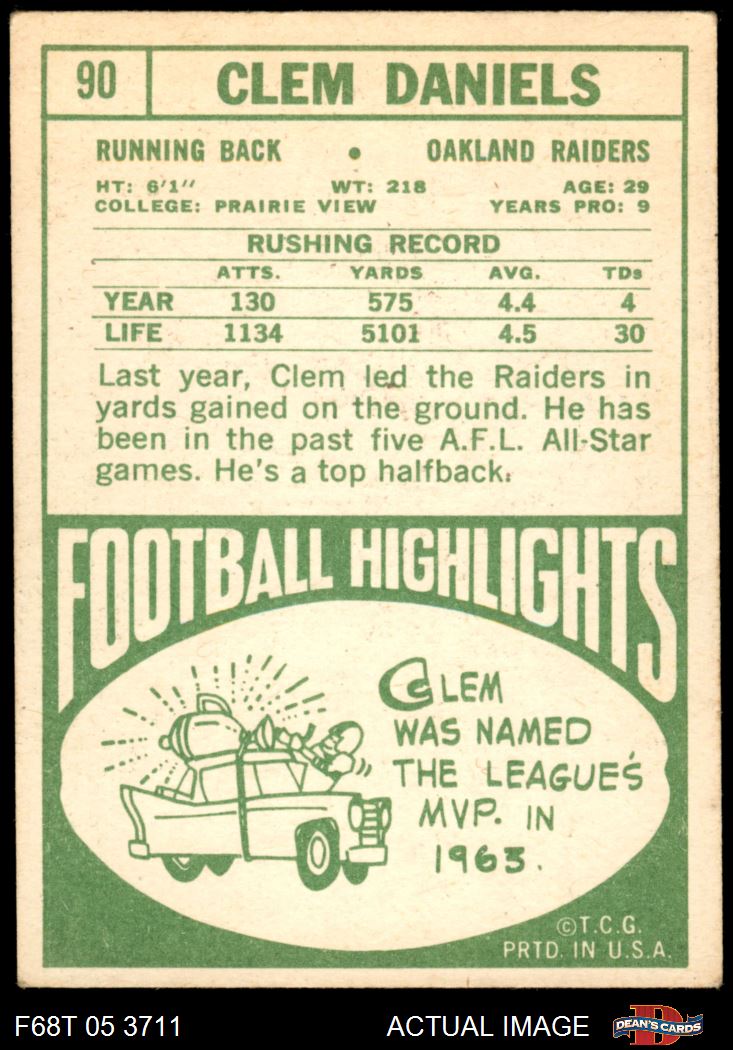 90 CLEM DANIELS
RUNNING BACK • OAKLAND RAIDERS
HT: 6'1" WT: 218 AGE: 29
COLLEGE: PRAIRIE VIEW YEARS PRO: 9
RUSHING RECORD
ATTS. YARDS AVG. TDs
YEAR 130 575 4.4 4
LIFE 1134 5101 4.5 30
Last year, Clem led the Raiders in
yards gained on the ground. He has
been in the past five A.F.L. All-Star
games. He's a top halfback.
FOOTBALL HIGHLIGHTS
CLEM
WAS NAMED
THE LEAGUE'S
MVP. IN
1963.
©T.C.G.
PRTD. IN U.S.A.
F68T 05 3711 ACTUAL IMAGE D DEAN'S CARDS